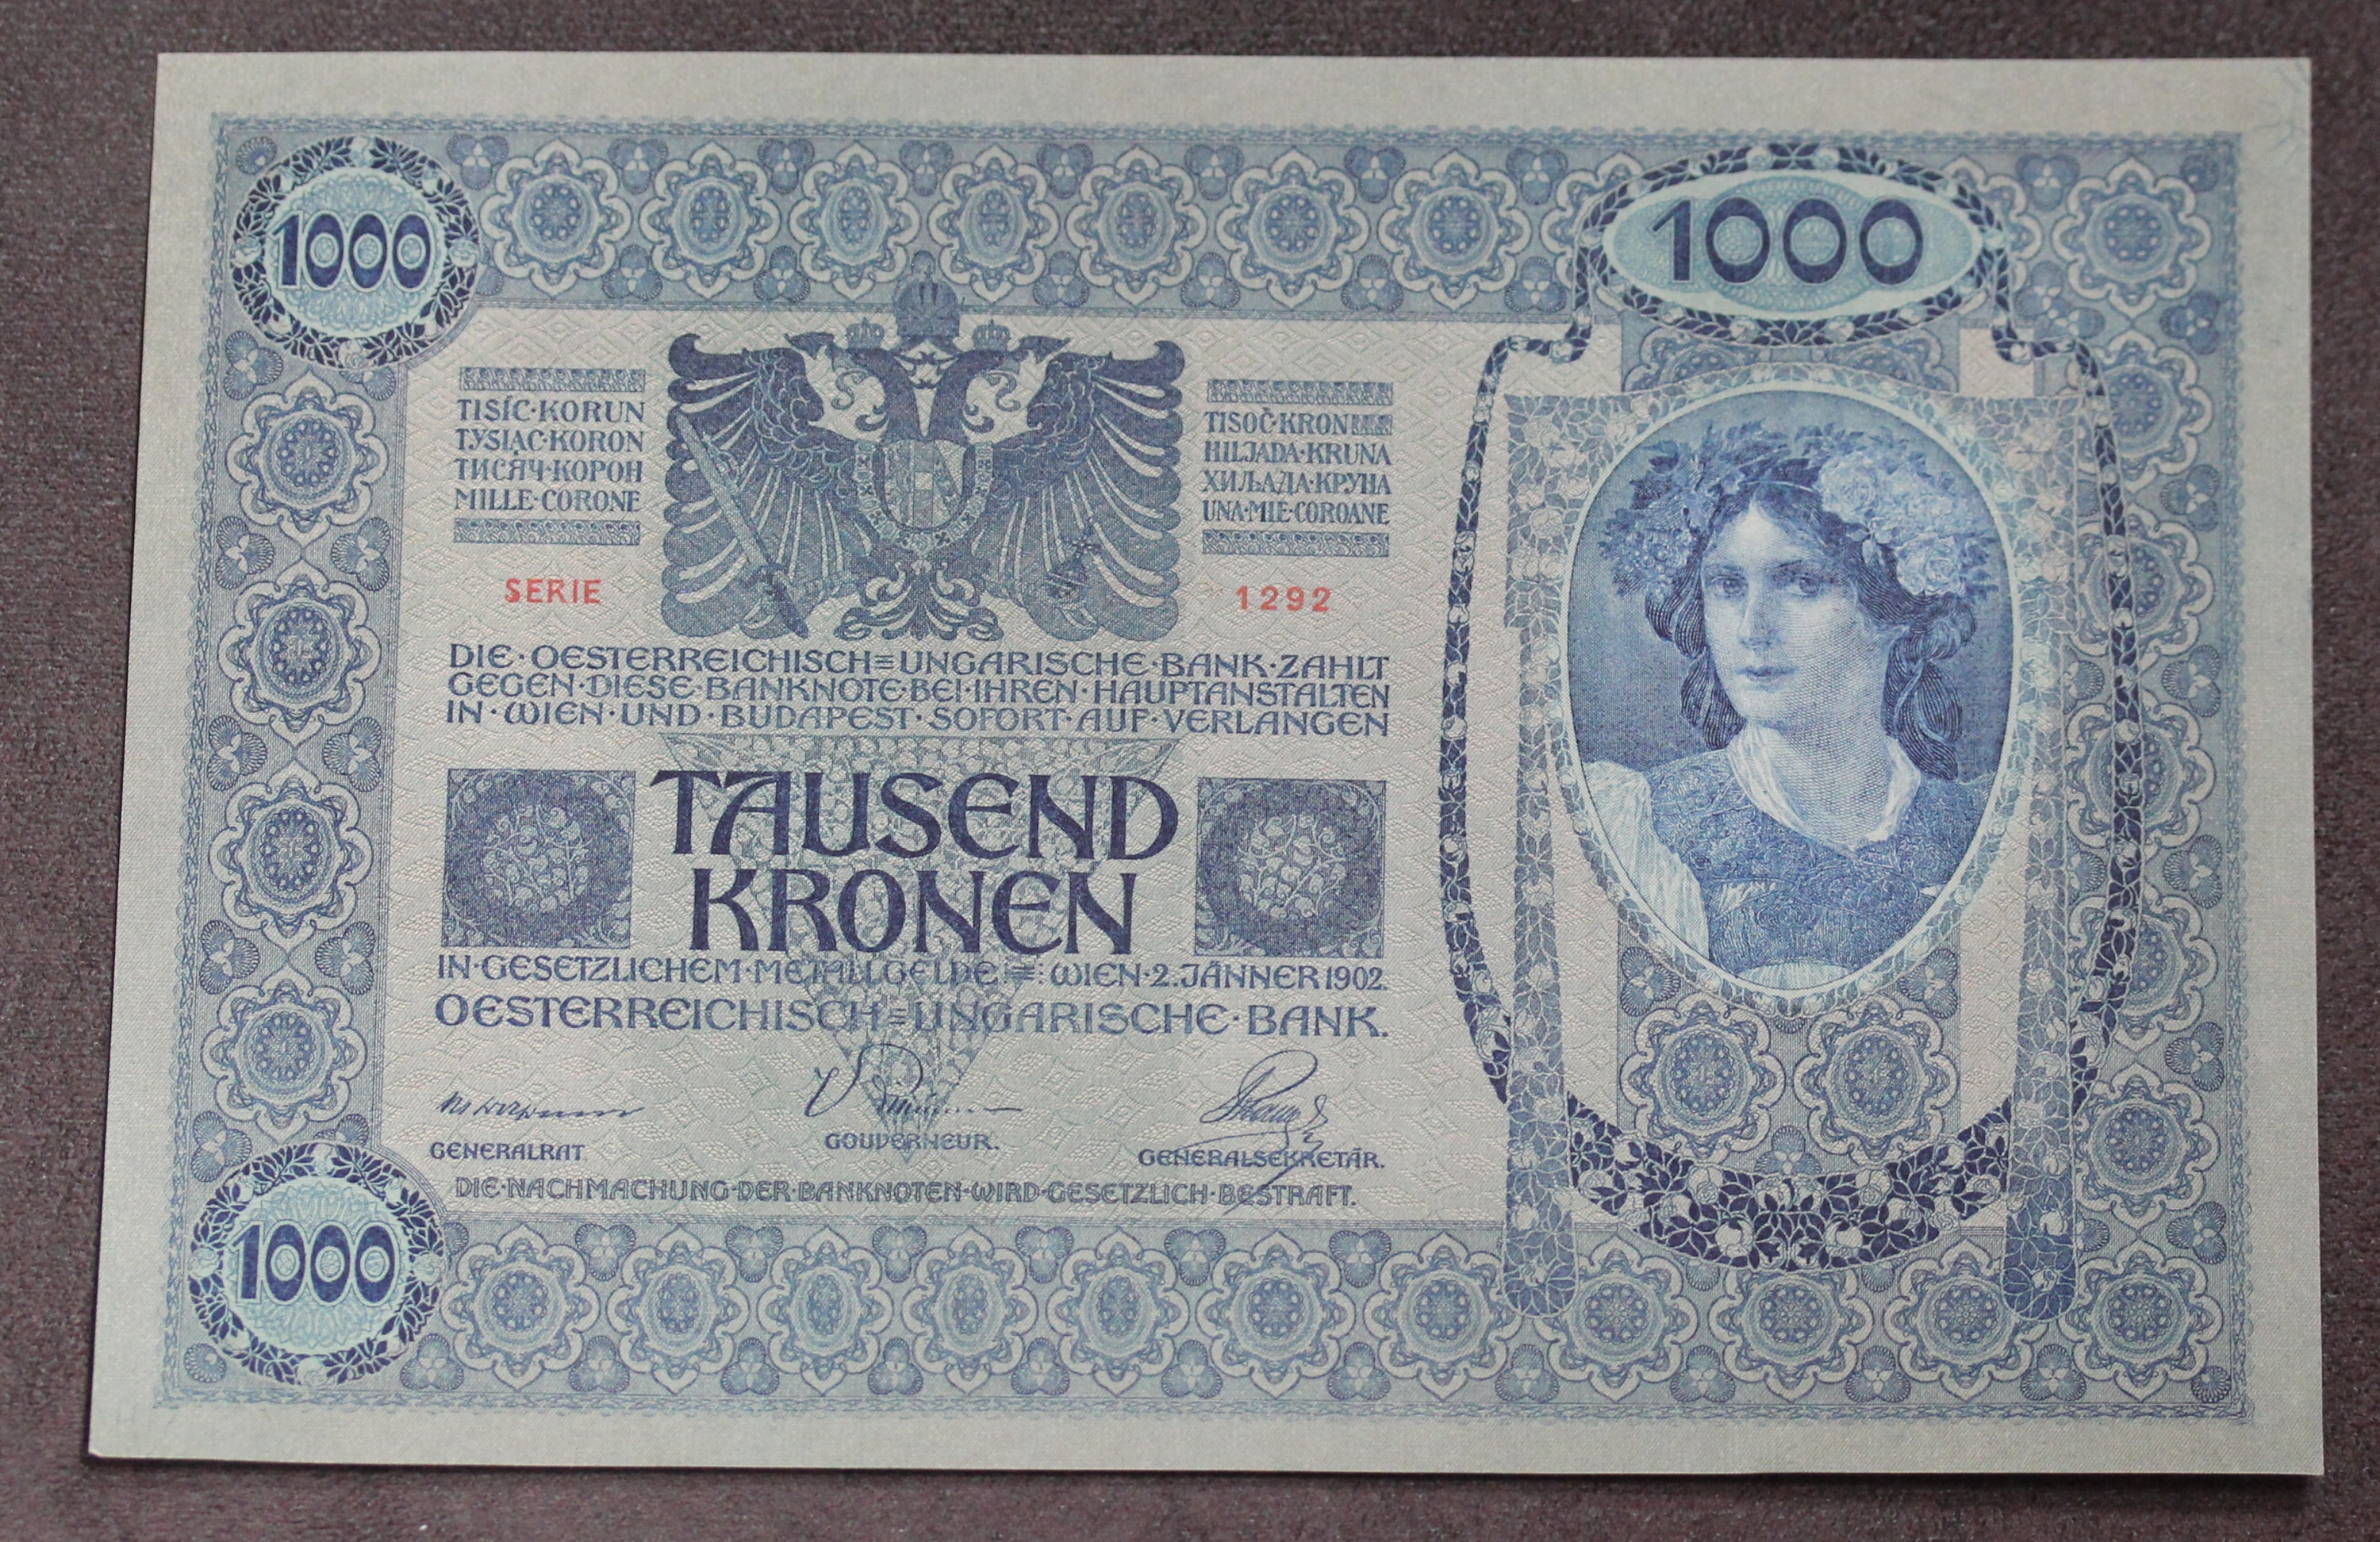 1000
1000
TISÍC·KORUN
TYSIĄC·KORON
ТИСЯЧ·КОРОН
MILLE·CORONE
TISOČ·KRON
HILJADA·KRUNA
ХИЉАДА·КРУНА
UNA·MIE·COROANE
SERIE
1292
DIE·OESTERREICHISCH=UNGARISCHE·BANK·ZAHLT
GEGEN·DIESE·BANKNOTE·BEI·IHREN·HAUPTANSTALTEN
IN·WIEN·UND·BUDAPEST·SOFORT·AUF·VERLANGEN
TAUSEND
KRONEN
IN·GESETZLICHEM·METALLGELDE:=:WIEN·2.JÄNNER 1902.
OESTERREICHISCH=UNGARISCHE·BANK.
GENERALRAT.
GOUVERNEUR.
GENERALSEKRETÄR.
DIE·NACHMACHUNG·DER·BANKNOTEN·WIRD·GESETZLICH·BESTRAFT.
1000